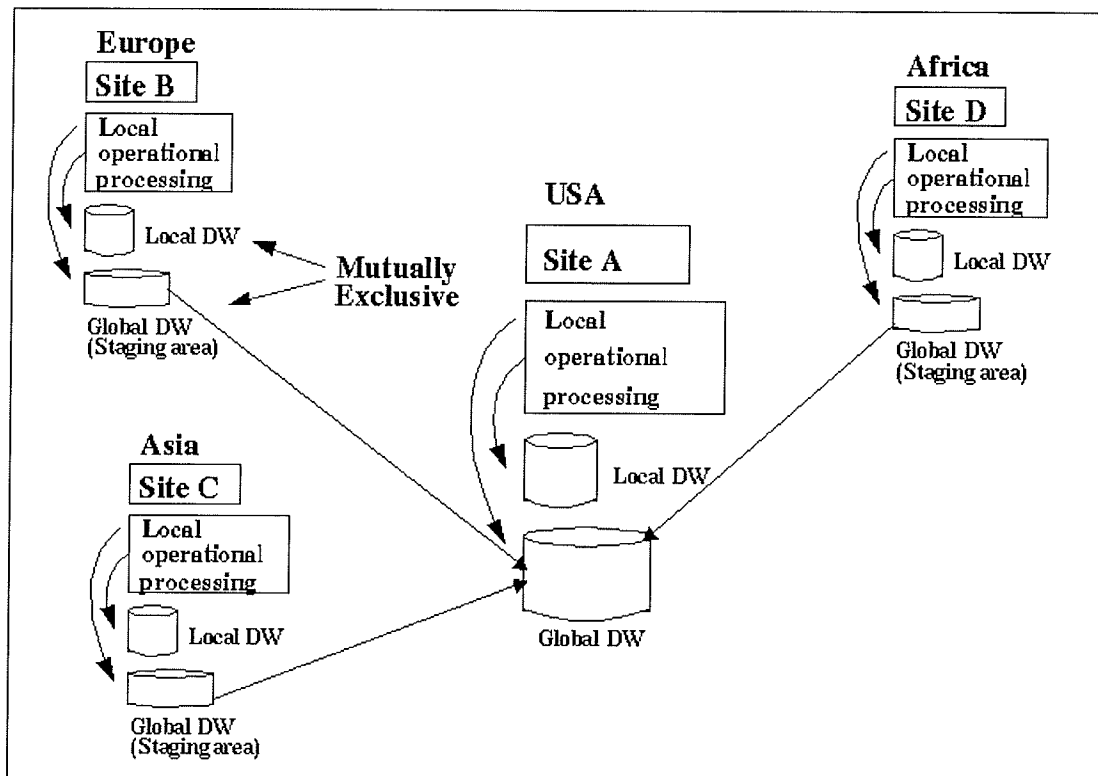 Europe
Site B
Local
operational
processing
Local DW
Global DW
(Staging area)
Mutually
Exclusive
Asia
Site C
Local
operational
processing
Local DW
Global DW
(Staging area)
USA
Site A
Local
operational
processing
Local DW
Global DW
Africa
Site D
Local
operational
processing
Local DW
Global DW
(Staging area)